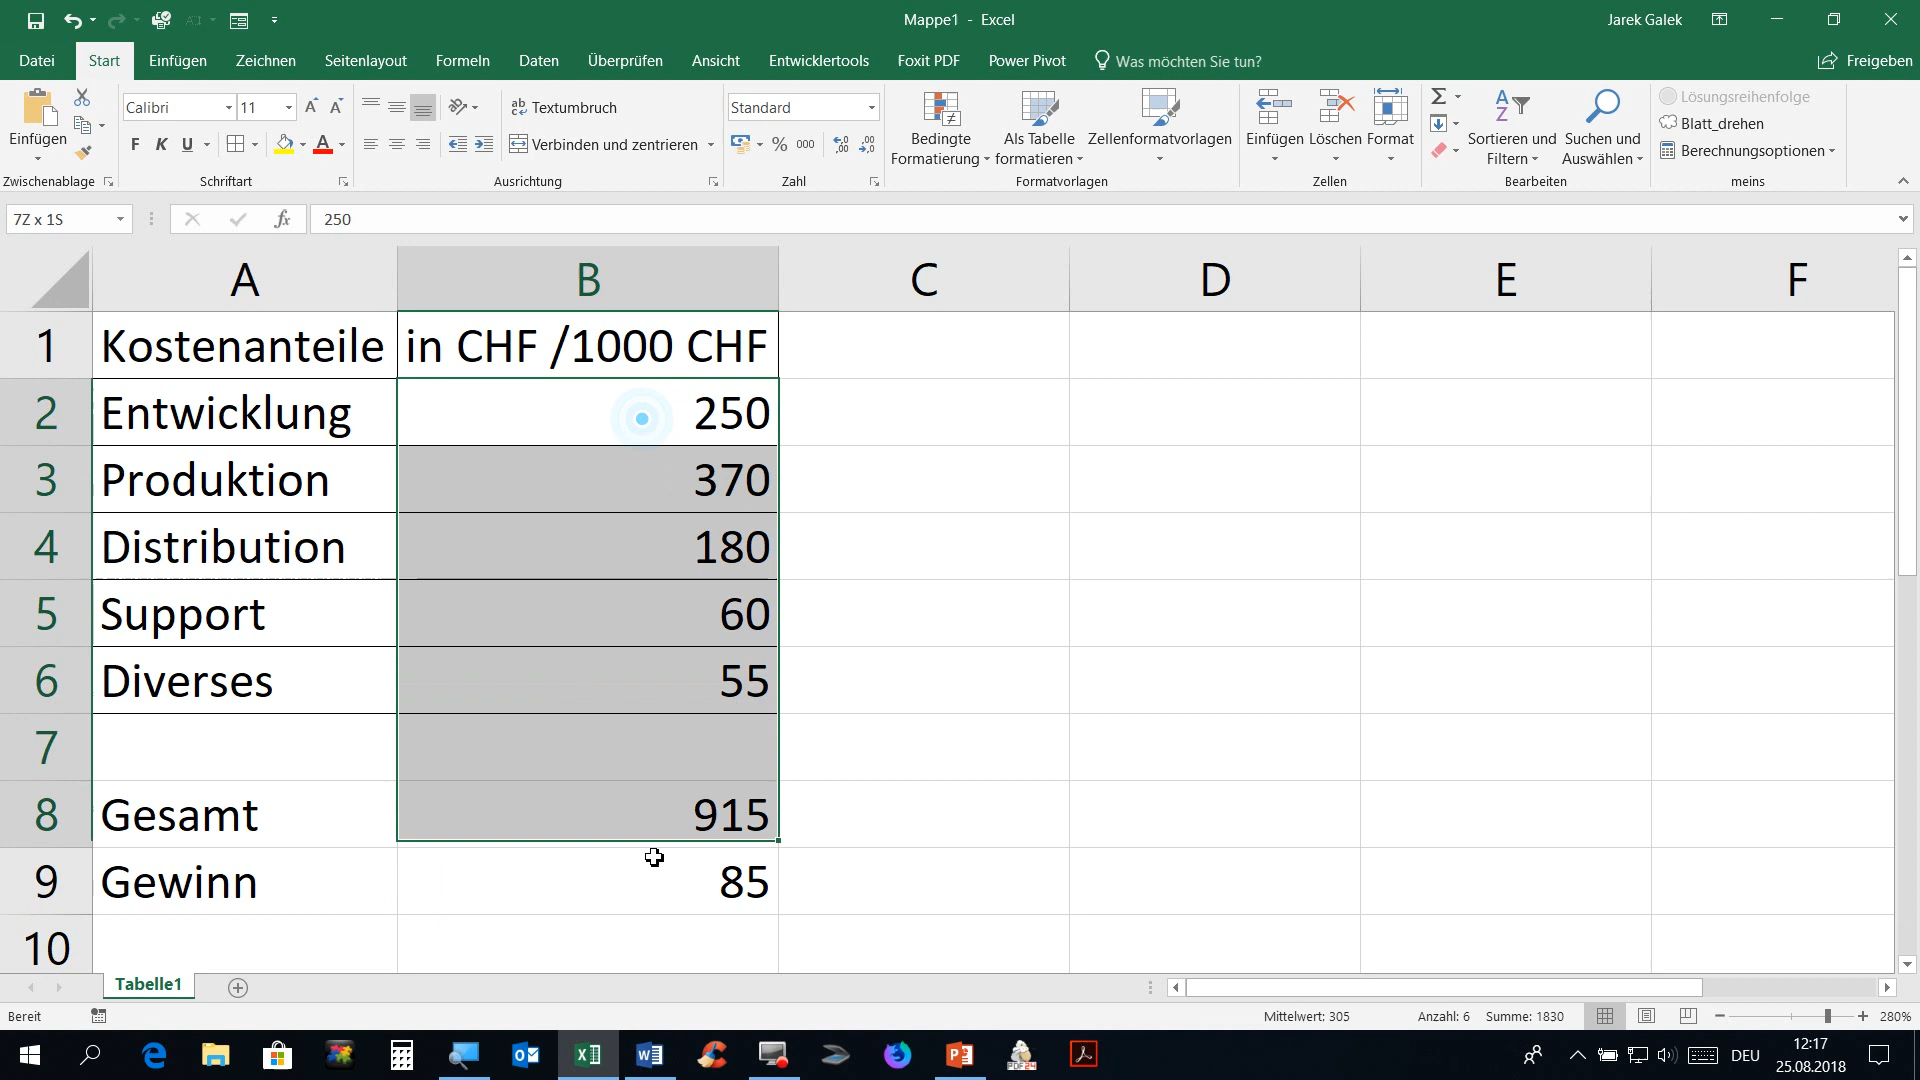 Mappe1 - Excel
Jarek Galek
Datei Start Einfügen Zeichnen Seitenlayout Formeln Daten Überprüfen Ansicht Entwicklertools Foxit PDF Power Pivot Was möchten Sie tun? Freigeben
Einfügen
Zwischenablage
Calibri 11
F K U
Schriftart
Textumbruch
Verbinden und zentrieren
Ausrichtung
Standard
% 000
Zahl
Bedingte Formatierung
Als Tabelle formatieren
Zellenformatvorlagen
Formatvorlagen
Einfügen Löschen Format
Zellen
Sortieren und Filtern
Suchen und Auswählen
Bearbeiten
Lösungsreihenfolge
Blatt_drehen
Berechnungsoptionen
meins
7Z x 1S fx 250
A B C D E F
1 Kostenanteile in CHF /1000 CHF
2 Entwicklung 250
3 Produktion 370
4 Distribution 180
5 Support 60
6 Diverses 55
7
8 Gesamt 915
9 Gewinn 85
10
Tabelle1
Bereit Mittelwert: 305 Anzahl: 6 Summe: 1830 280%
DEU
12:17
25.08.2018